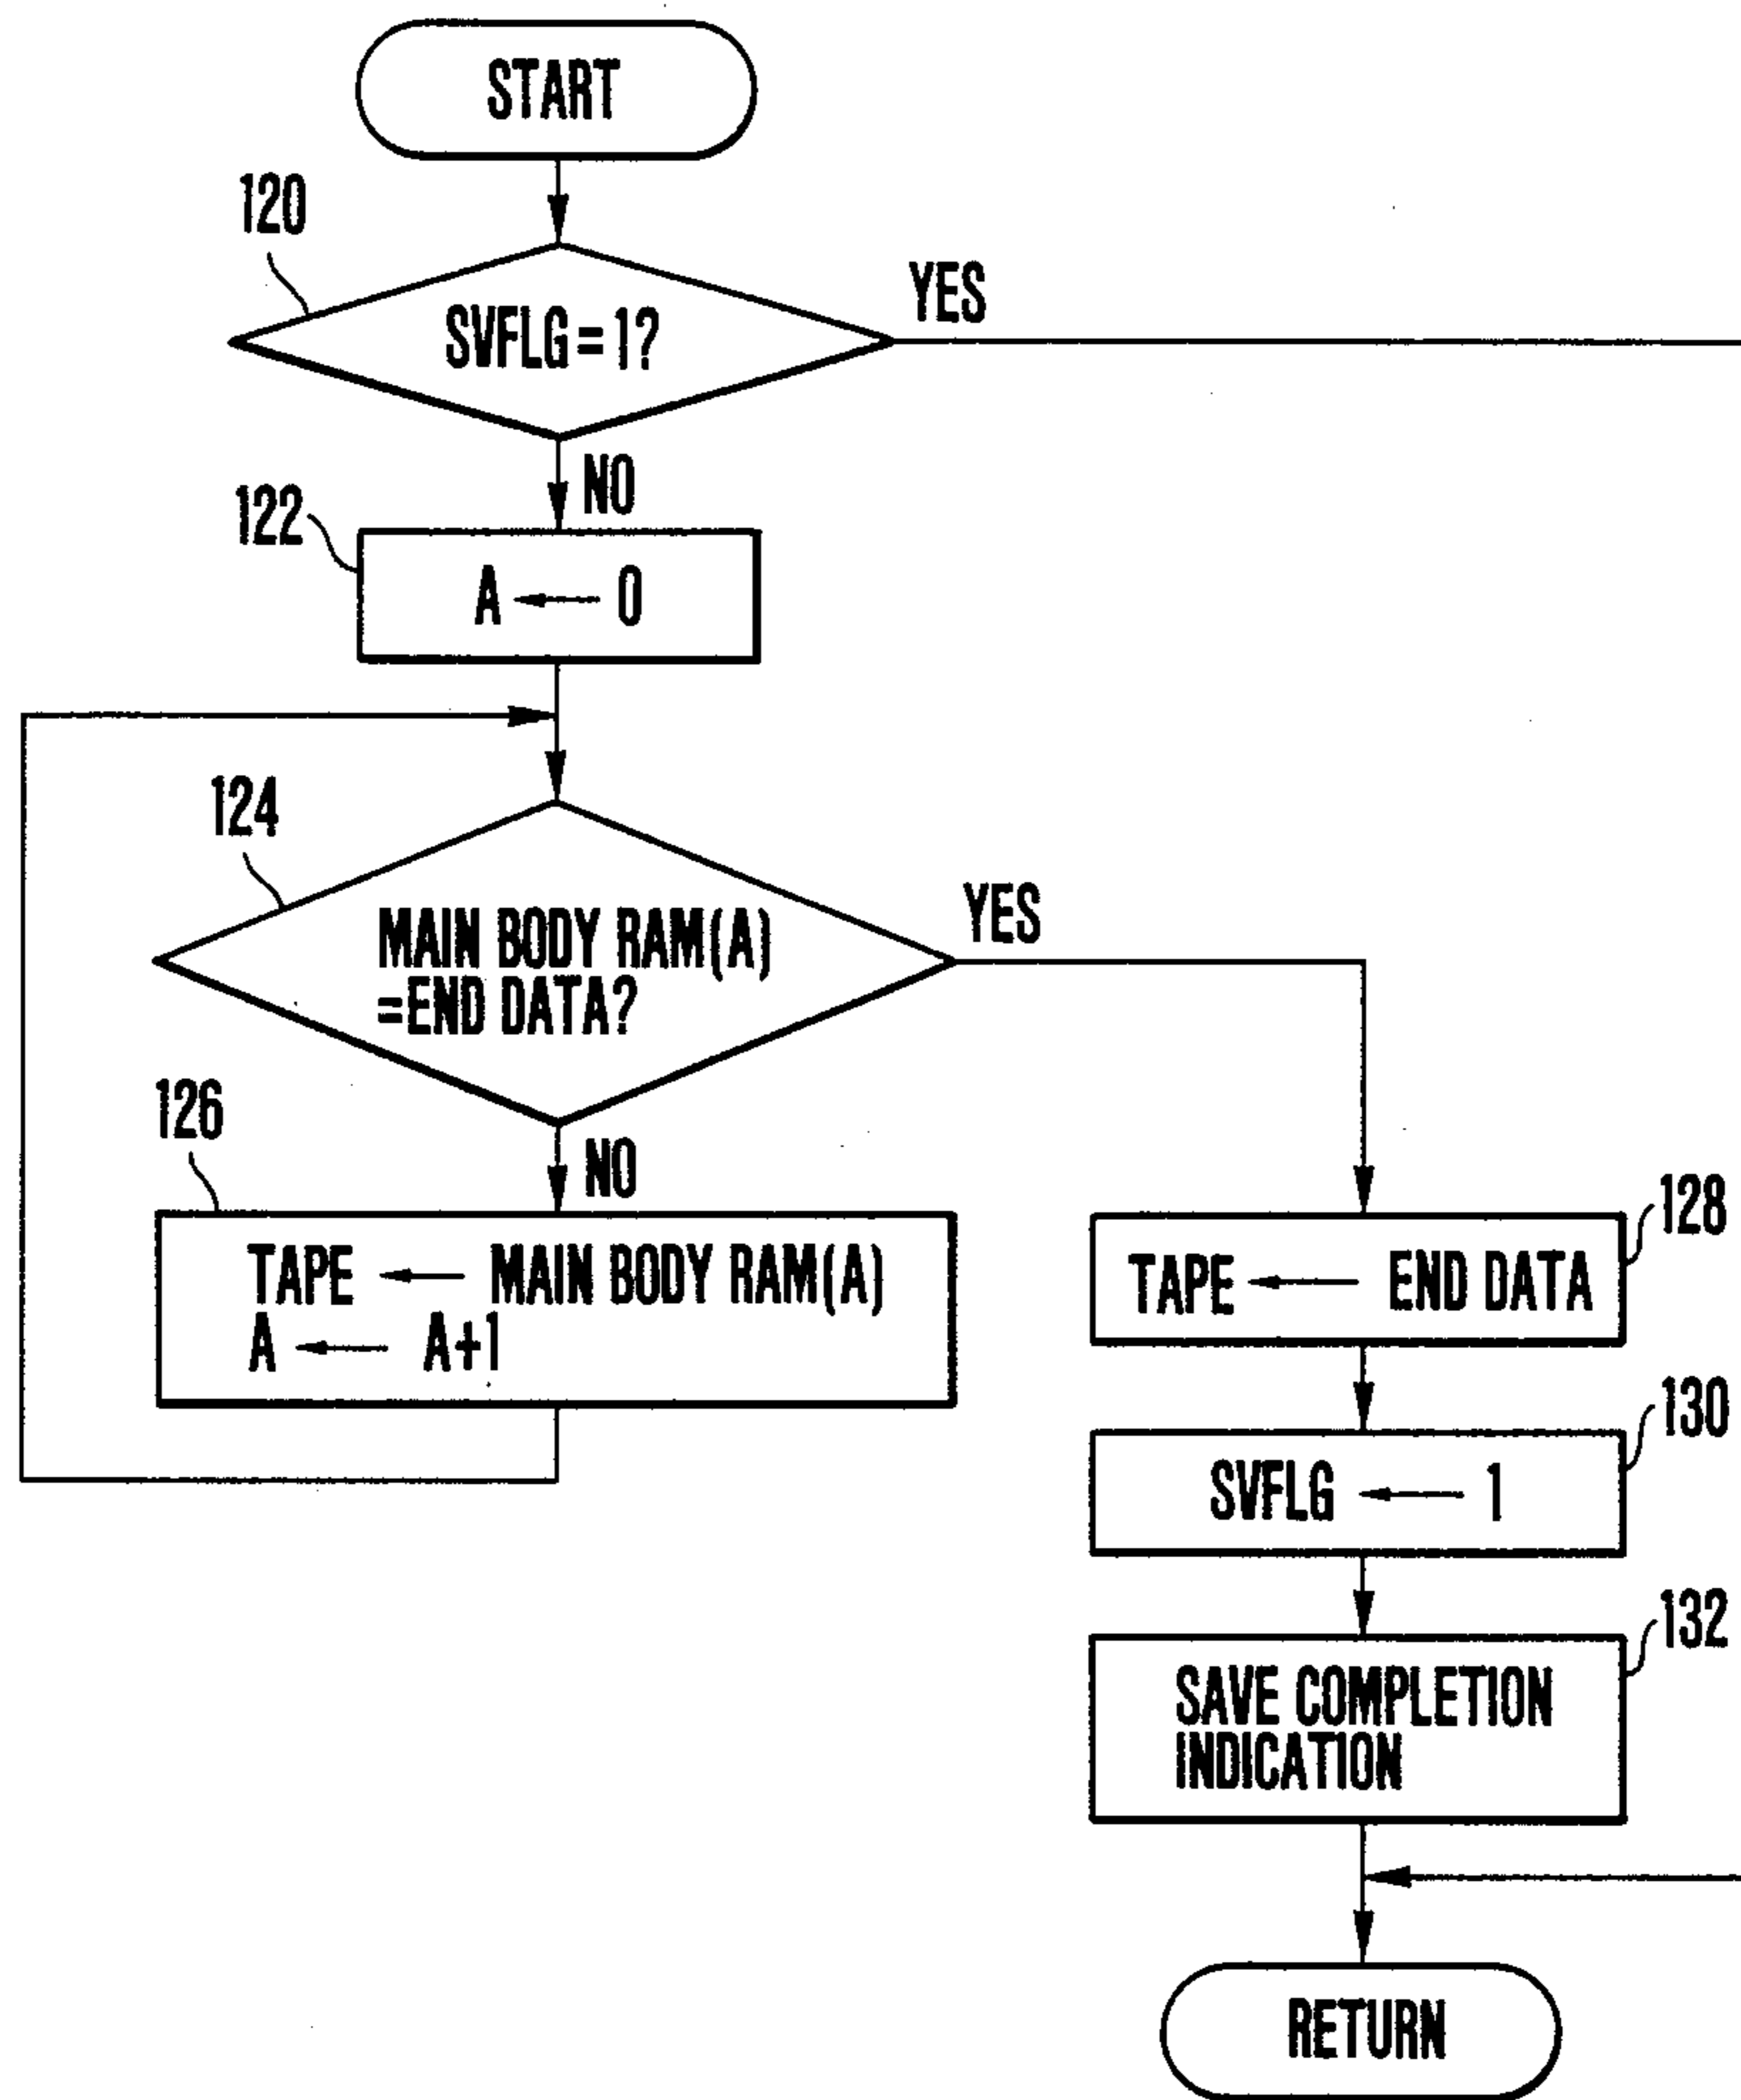 START
120
SVFLG=1?
YES
NO
122
A ← 0
124
MAIN BODY RAM(A)
=END DATA?
YES
NO
126
TAPE ← MAIN BODY RAM(A)
A ← A+1
128
TAPE ← END DATA
130
SVFLG ← 1
132
SAVE COMPLETION
INDICATION
RETURN